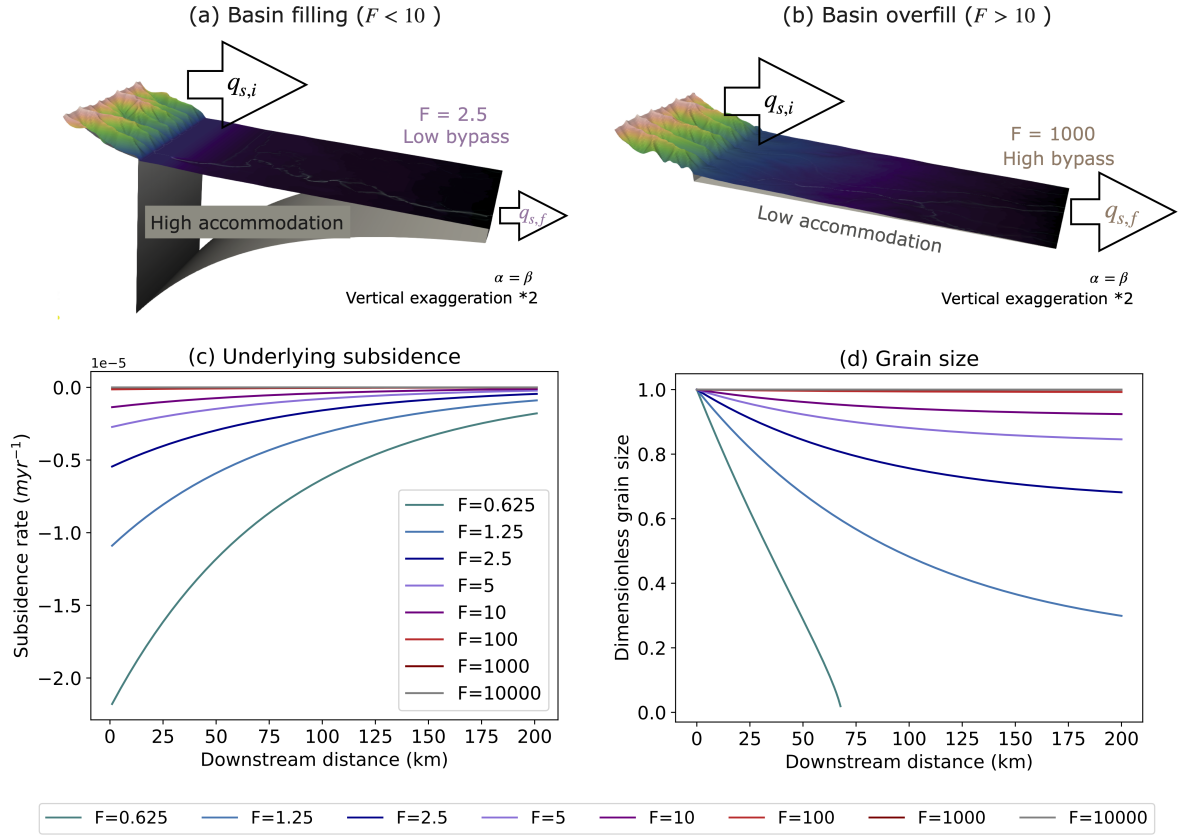 (a) Basin filling (F < 10 )
(b) Basin overfill (F > 10 )
q_{s,i}
F = 2.5
Low bypass
High accommodation
q_{s,f}
α = β
Vertical exaggeration *2
q_{s,i}
F = 1000
High bypass
Low accommodation
q_{s,f}
α = β
Vertical exaggeration *2
(c) Underlying subsidence
1e−5
Subsidence rate (myr⁻¹)
0.0
−0.5
−1.0
−1.5
−2.0
F=0.625
F=1.25
F=2.5
F=5
F=10
F=100
F=1000
F=10000
0 25 50 75 100 125 150 175 200
Downstream distance (km)
(d) Grain size
Dimensionless grain size
1.0
0.8
0.6
0.4
0.2
0.0
0 25 50 75 100 125 150 175 200
Downstream distance (km)
F=0.625 F=1.25 F=2.5 F=5 F=10 F=100 F=1000 F=10000